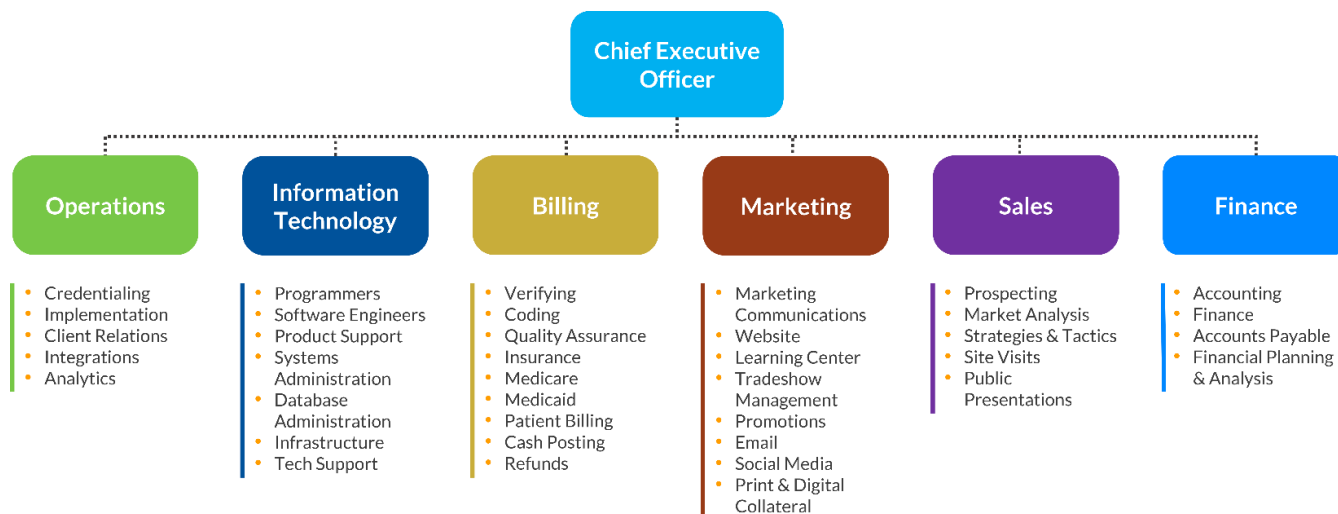 Chief Executive
Officer
Operations
Information
Technology
Billing
Marketing
Sales
Finance
• Credentialing
• Implementation
• Client Relations
• Integrations
• Analytics
• Programmers
• Software Engineers
• Product Support
• Systems
Administration
• Database
Administration
• Infrastructure
• Tech Support
• Verifying
• Coding
• Quality Assurance
• Insurance
• Medicare
• Medicaid
• Patient Billing
• Cash Posting
• Refunds
• Marketing
Communications
• Website
• Learning Center
• Tradeshow
Management
• Promotions
• Email
• Social Media
• Print & Digital
Collateral
• Prospecting
• Market Analysis
• Strategies & Tactics
• Site Visits
• Public
Presentations
• Accounting
• Finance
• Accounts Payable
• Financial Planning
& Analysis